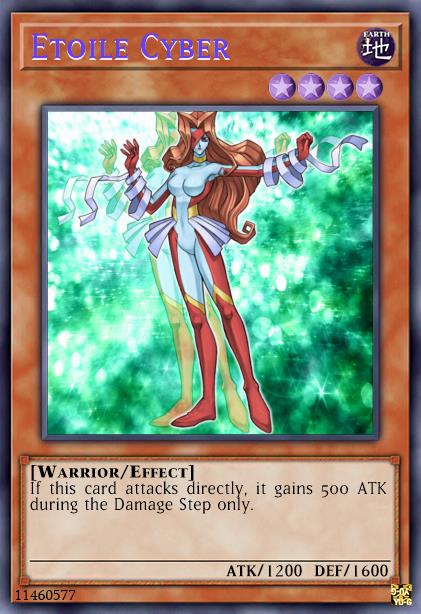 Etoile Cyber
EARTH
地
[Warrior/Effect]
If this card attacks directly, it gains 500 ATK
during the Damage Step only.
ATK/1200 DEF/1600
11460577